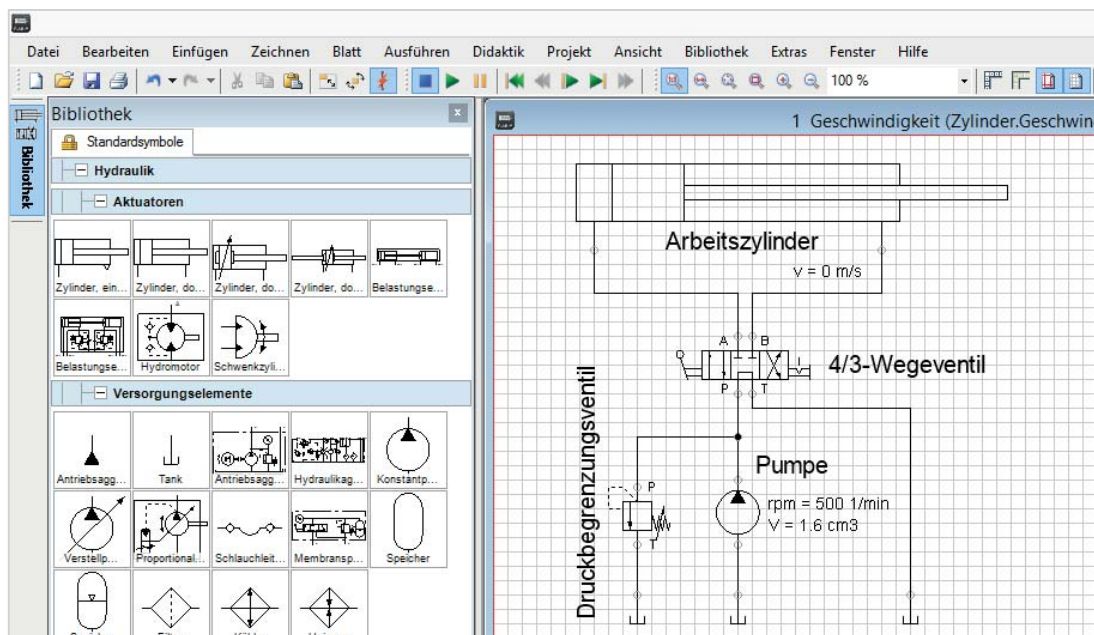 Datei Bearbeiten Einfügen Zeichnen Blatt Ausführen Didaktik Projekt Ansicht Bibliothek Extras Fenster Hilfe
100 %
Bibliothek
Bibliothek
Standardsymbole
Hydraulik
Aktuatoren
Zylinder, ein... Zylinder, do... Zylinder, do... Zylinder, do... Belastungse...
Belastungse... Hydromotor Schwenkzyli...
Versorgungselemente
Antriebsagg... Tank Antriebsagg... Hydraulikag... Konstantp...
Verstellp... Proportional... Schlauchleit... Membransp... Speicher
1 Geschwindigkeit (Zylinder.Geschwin
Arbeitszylinder
v = 0 m/s
A B
4/3-Wegeventil
P T
Druckbegrenzungsventil
Pumpe
P
rpm = 500 1/min
V = 1.6 cm3
T